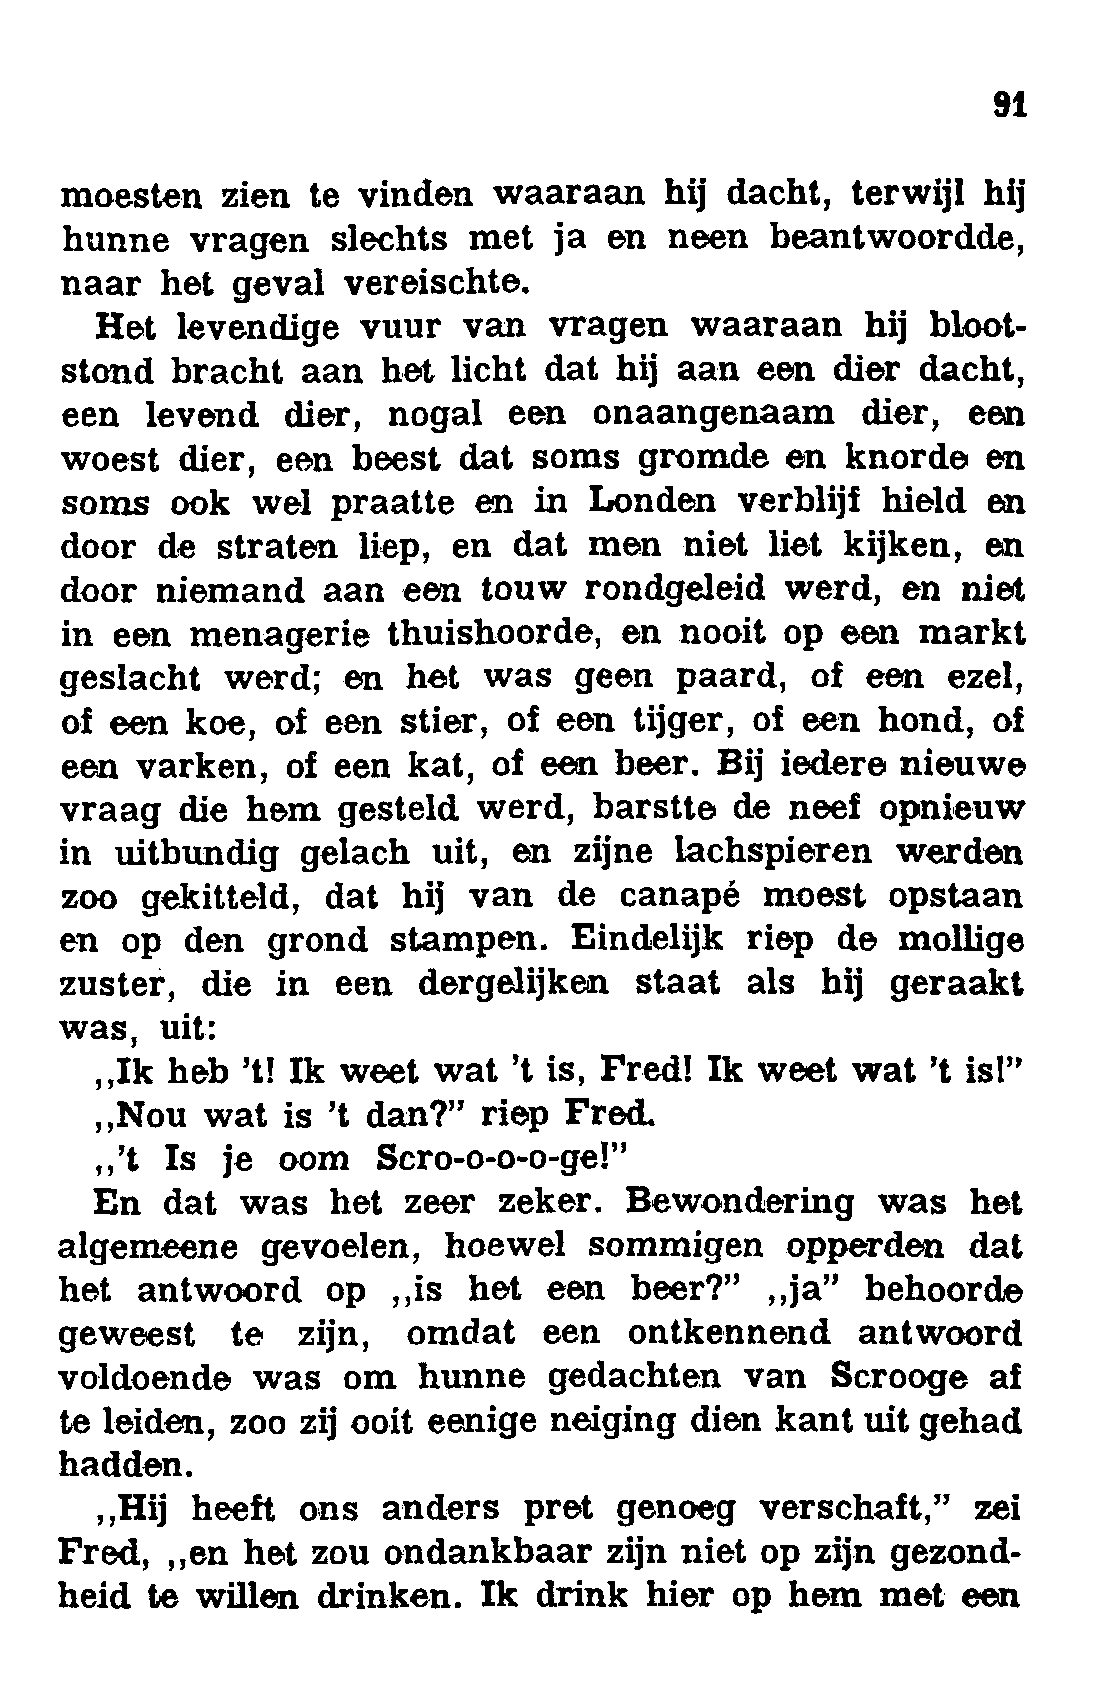 91
moesten zien te vinden waaraan hij dacht, terwijl hij
hunne vragen slechts met ja en neen beantwoordde,
naar het geval vereischte.
Het levendige vuur van vragen waaraan hij bloot-
stond bracht aan het licht dat hij aan een dier dacht,
een levend dier, nogal een onaangenaam dier, een
woest dier, een beest dat soms gromde en knorde en
soms ook wel praatte en in Londen verblijf hield en
door de straten liep, en dat men niet liet kijken, en
door niemand aan een touw rondgeleid werd, en niet
in een menagerie thuishoorde, en nooit op een markt
geslacht werd; en het was geen paard, of een ezel,
of een koe, of een stier, of een tijger, of een hond, of
een varken, of een kat, of een beer. Bij iedere nieuwe
vraag die hem gesteld werd, barstte de neef opnieuw
in uitbundig gelach uit, en zijne lachspieren werden
zoo gekitteld, dat hij van de canapé moest opstaan
en op den grond stampen. Eindelijk riep de mollige
zuster, die in een dergelijken staat als hij geraakt
was, uit:
,,Ik heb 't! Ik weet wat 't is, Fred! Ik weet wat 't is!"
,,Nou wat is 't dan?" riep Fred.
,,'t Is je oom Scro-o-o-o-ge!"
En dat was het zeer zeker. Bewondering was het
algemeene gevoelen, hoewel sommigen opperden dat
het antwoord op ,,is het een beer?" ,,ja" behoorde
geweest te zijn, omdat een ontkennend antwoord
voldoende was om hunne gedachten van Scrooge af
te leiden, zoo zij ooit eenige neiging dien kant uit gehad
hadden.
,,Hij heeft ons anders pret genoeg verschaft," zei
Fred, ,,en het zou ondankbaar zijn niet op zijn gezond-
heid te willen drinken. Ik drink hier op hem met een